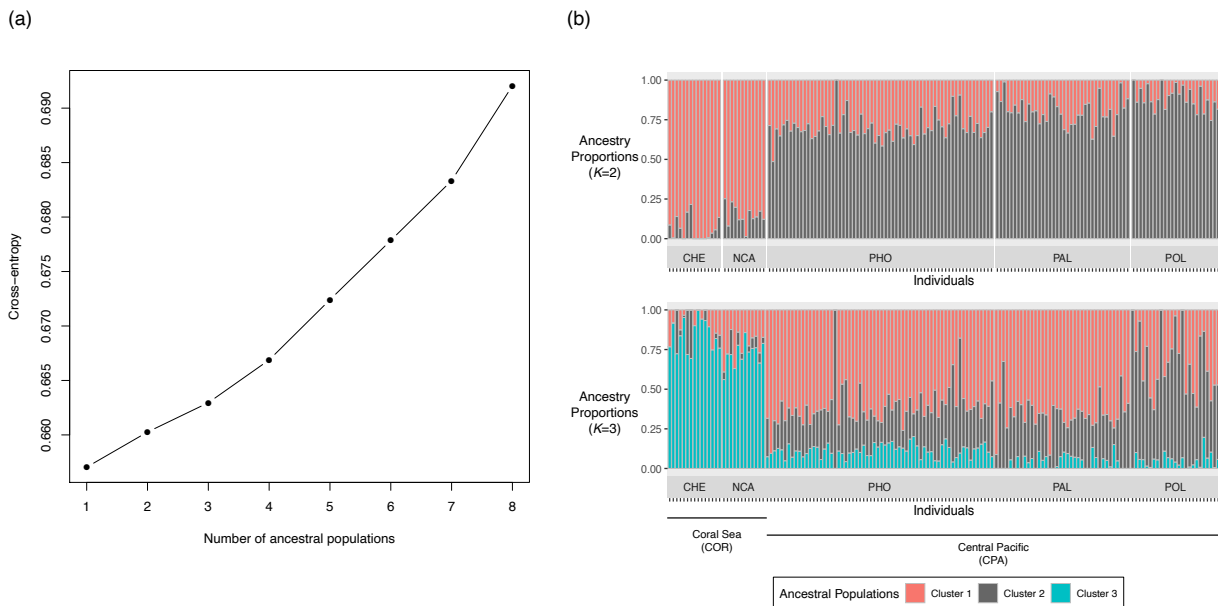 (a)
Cross−entropy
0.690
0.685
0.680
0.675
0.670
0.665
0.660
1 2 3 4 5 6 7 8
Number of ancestral populations
(b)
Ancestry
Proportions
(K=2)
1.00
0.75
0.50
0.25
0.00
CHE NCA PHO PAL POL
Individuals
Ancestry
Proportions
(K=3)
1.00
0.75
0.50
0.25
0.00
CHE NCA PHO PAL POL
Individuals
Coral Sea
(COR)
Central Pacific
(CPA)
Ancestral Populations Cluster 1 Cluster 2 Cluster 3